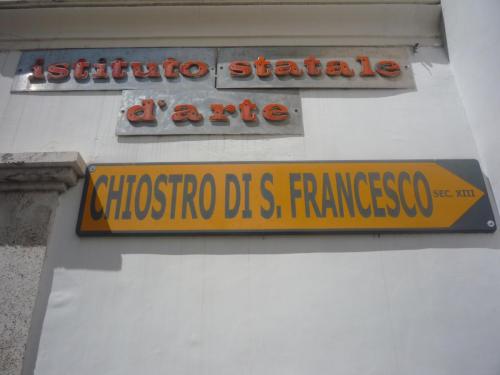 istituto statale
d'arte
CHIOSTRO DI S. FRANCESCO SEC. XIII